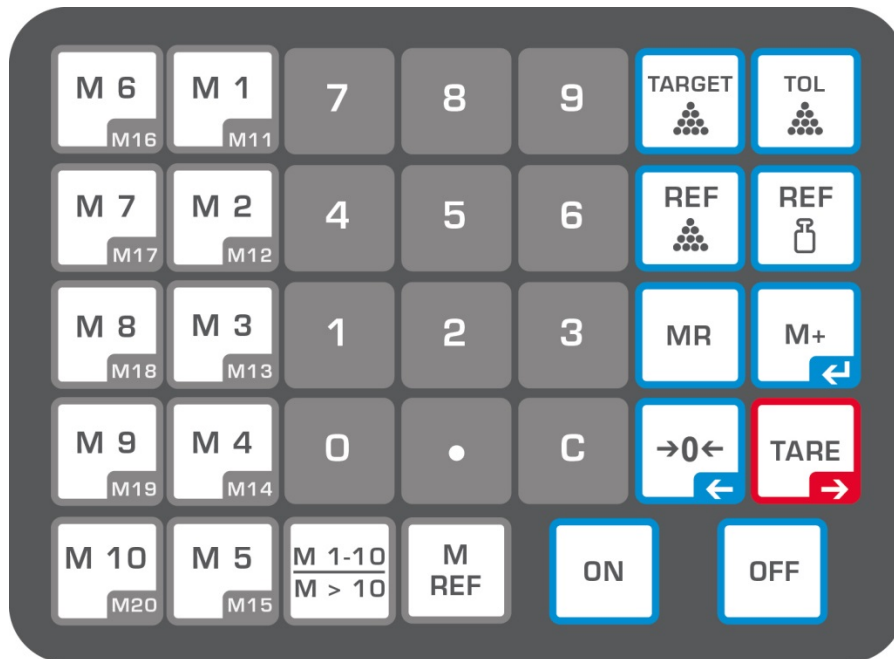 M 6 M 1 7 8 9 TARGET TOL
M16 M11
M 7 M 2 4 5 6 REF REF
M17 M12
M 8 M 3 1 2 3 MR M+
M18 M13
M 9 M 4 0 . C →0← TARE
M19 M14
M 10 M 5 M 1-10 M ON OFF
M > 10 REF
M20 M15